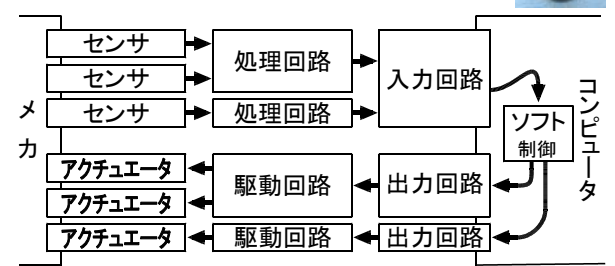 センサ
センサ
センサ
処理回路
処理回路
入力回路
メカ
コンピュータ
ソフト
制御
アクチュエータ
アクチュエータ
アクチュエータ
駆動回路
駆動回路
出力回路
出力回路